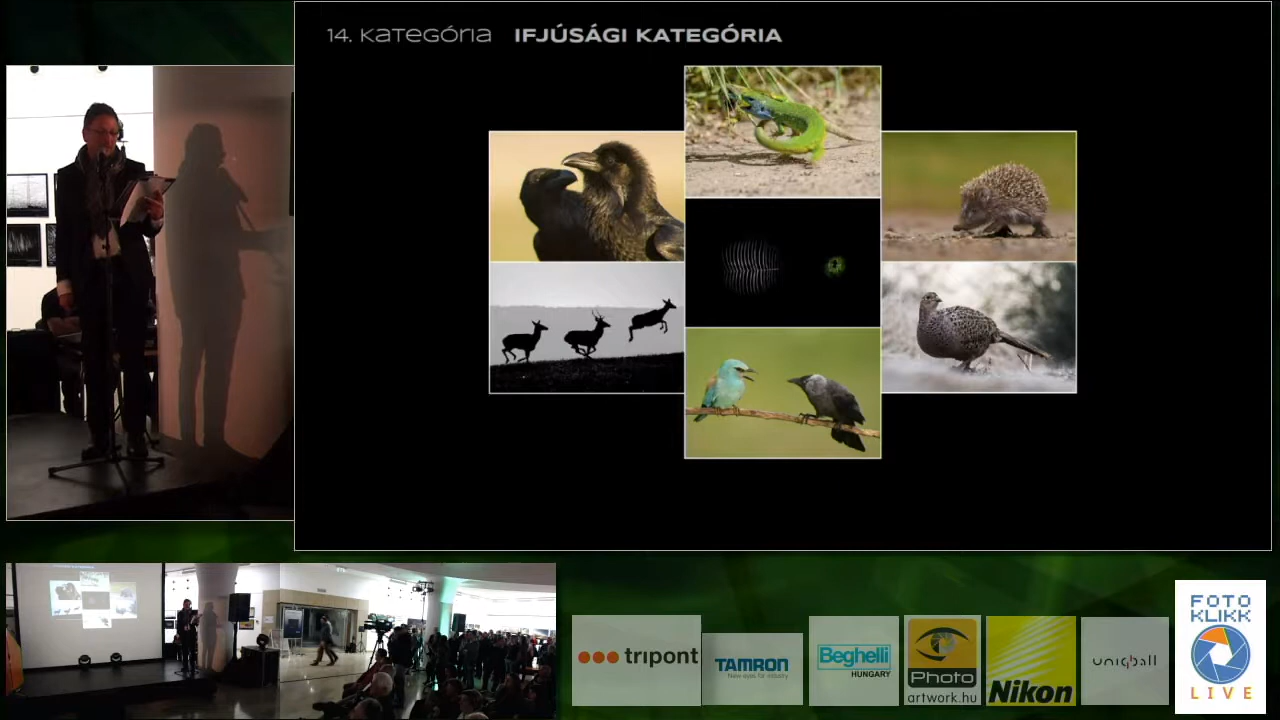 14. Kategória IFJÚSÁGI KATEGÓRIA
tripont
TAMRON
New eyes for industry
Beghelli
HUNGARY
Photo
artwork.hu
Nikon
uniqball
FOTO
KLIKK
LIVE